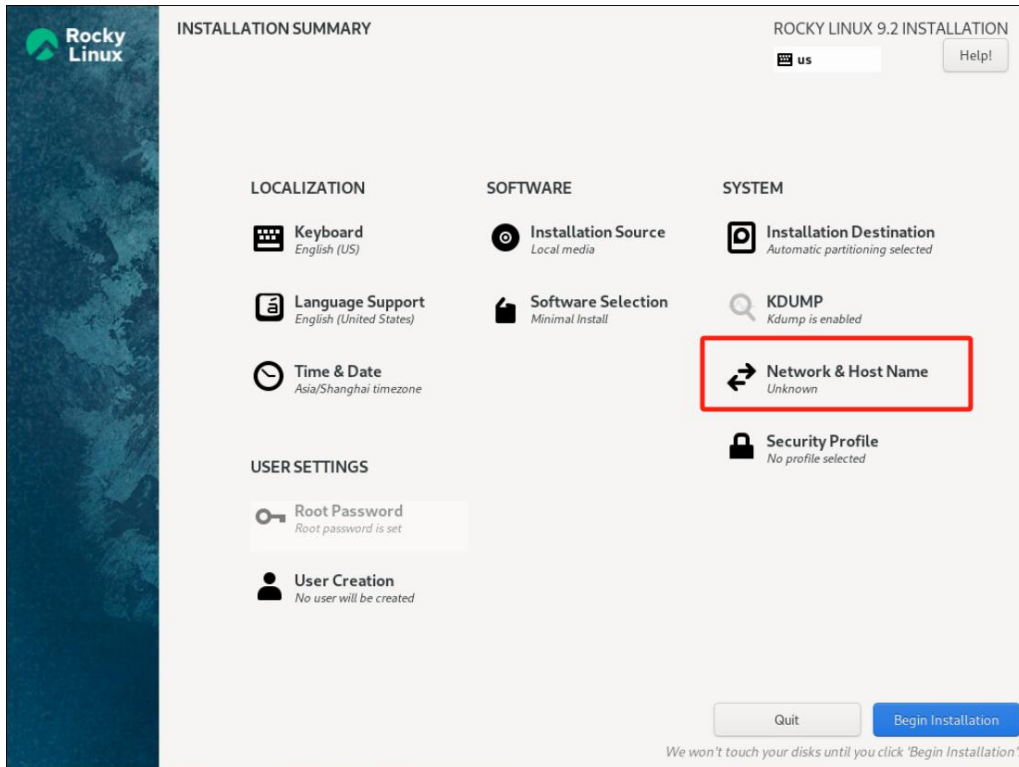 Rocky
Linux
INSTALLATION SUMMARY
ROCKY LINUX 9.2 INSTALLATION
us
Help!
LOCALIZATION
Keyboard
English (US)
Language Support
English (United States)
Time & Date
Asia/Shanghai timezone
SOFTWARE
Installation Source
Local media
Software Selection
Minimal Install
SYSTEM
Installation Destination
Automatic partitioning selected
KDUMP
Kdump is enabled
Network & Host Name
Unknown
Security Profile
No profile selected
USER SETTINGS
Root Password
Root password is set
User Creation
No user will be created
Quit
Begin Installation
We won't touch your disks until you click 'Begin Installation'.